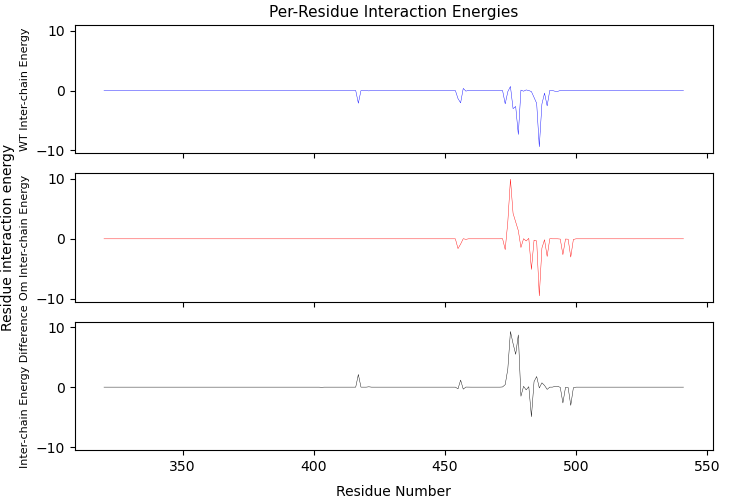 Per-Residue Interaction Energies
Residue interaction energy
WT Inter-chain Energy
10
0
−10
Om Inter-chain Energy
10
0
−10
Inter-chain Energy Difference
10
0
−10
350
400
450
500
550
Residue Number